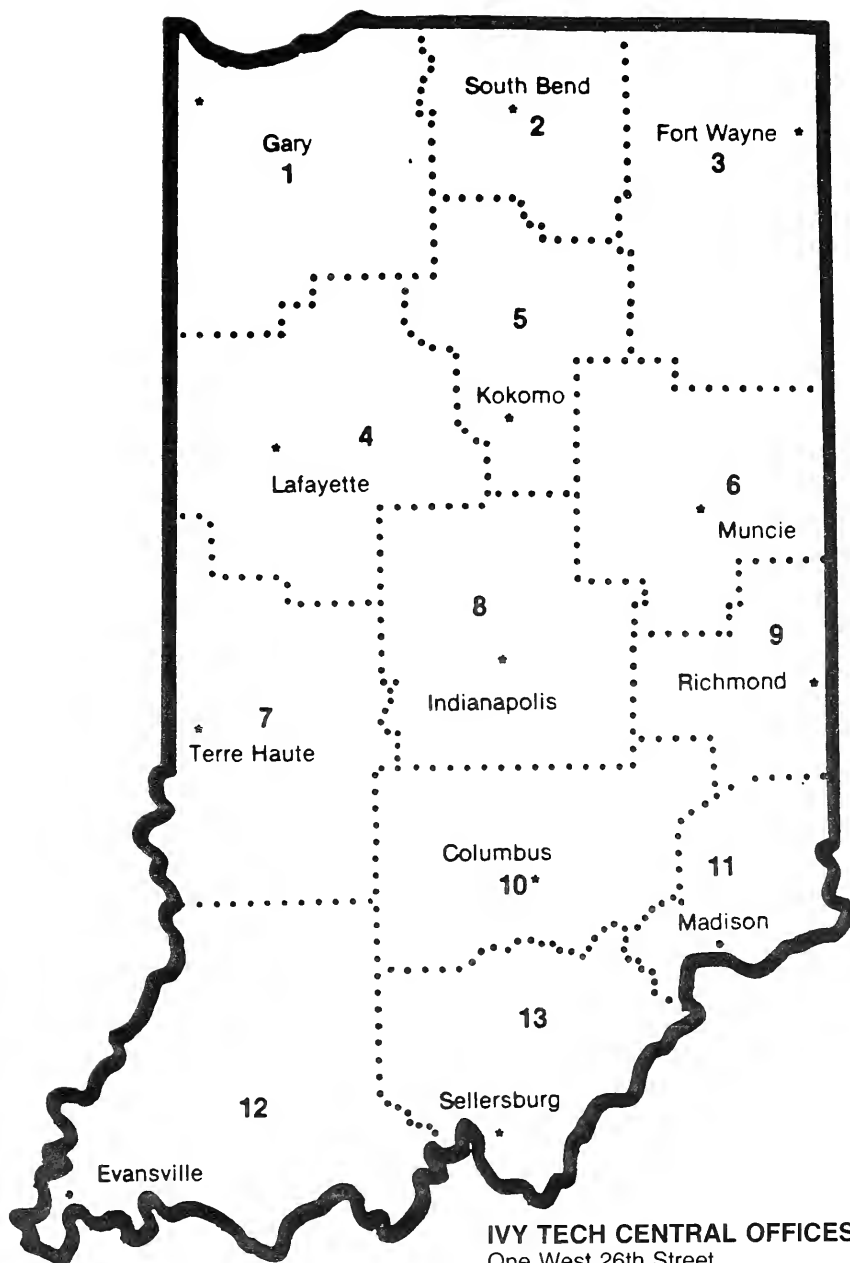 South Bend
2
Fort Wayne
3
Gary
1
5
Kokomo
4
Lafayette
6
Muncie
8
Indianapolis
9
Richmond
7
Terre Haute
Columbus
10
11
Madison
13
12
Sellersburg
Evansville
IVY TECH CENTRAL OFFICES
One West 26th Street